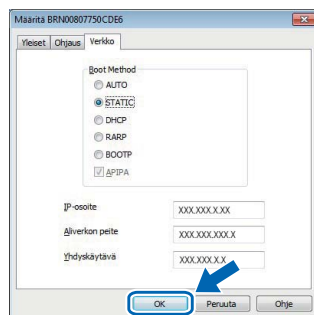 Määritä BRN00807750CDE6
Yleiset Ohjaus Verkko
Boot Method
AUTO
STATIC
DHCP
RARP
BOOTP
APIPA
IP-osoite XXX.XXX.X.XX
Aliverkon peite XXX.XXX.XXX.X
Yhdyskäytävä XXX.XXX.X.X
OK Peruuta Ohje